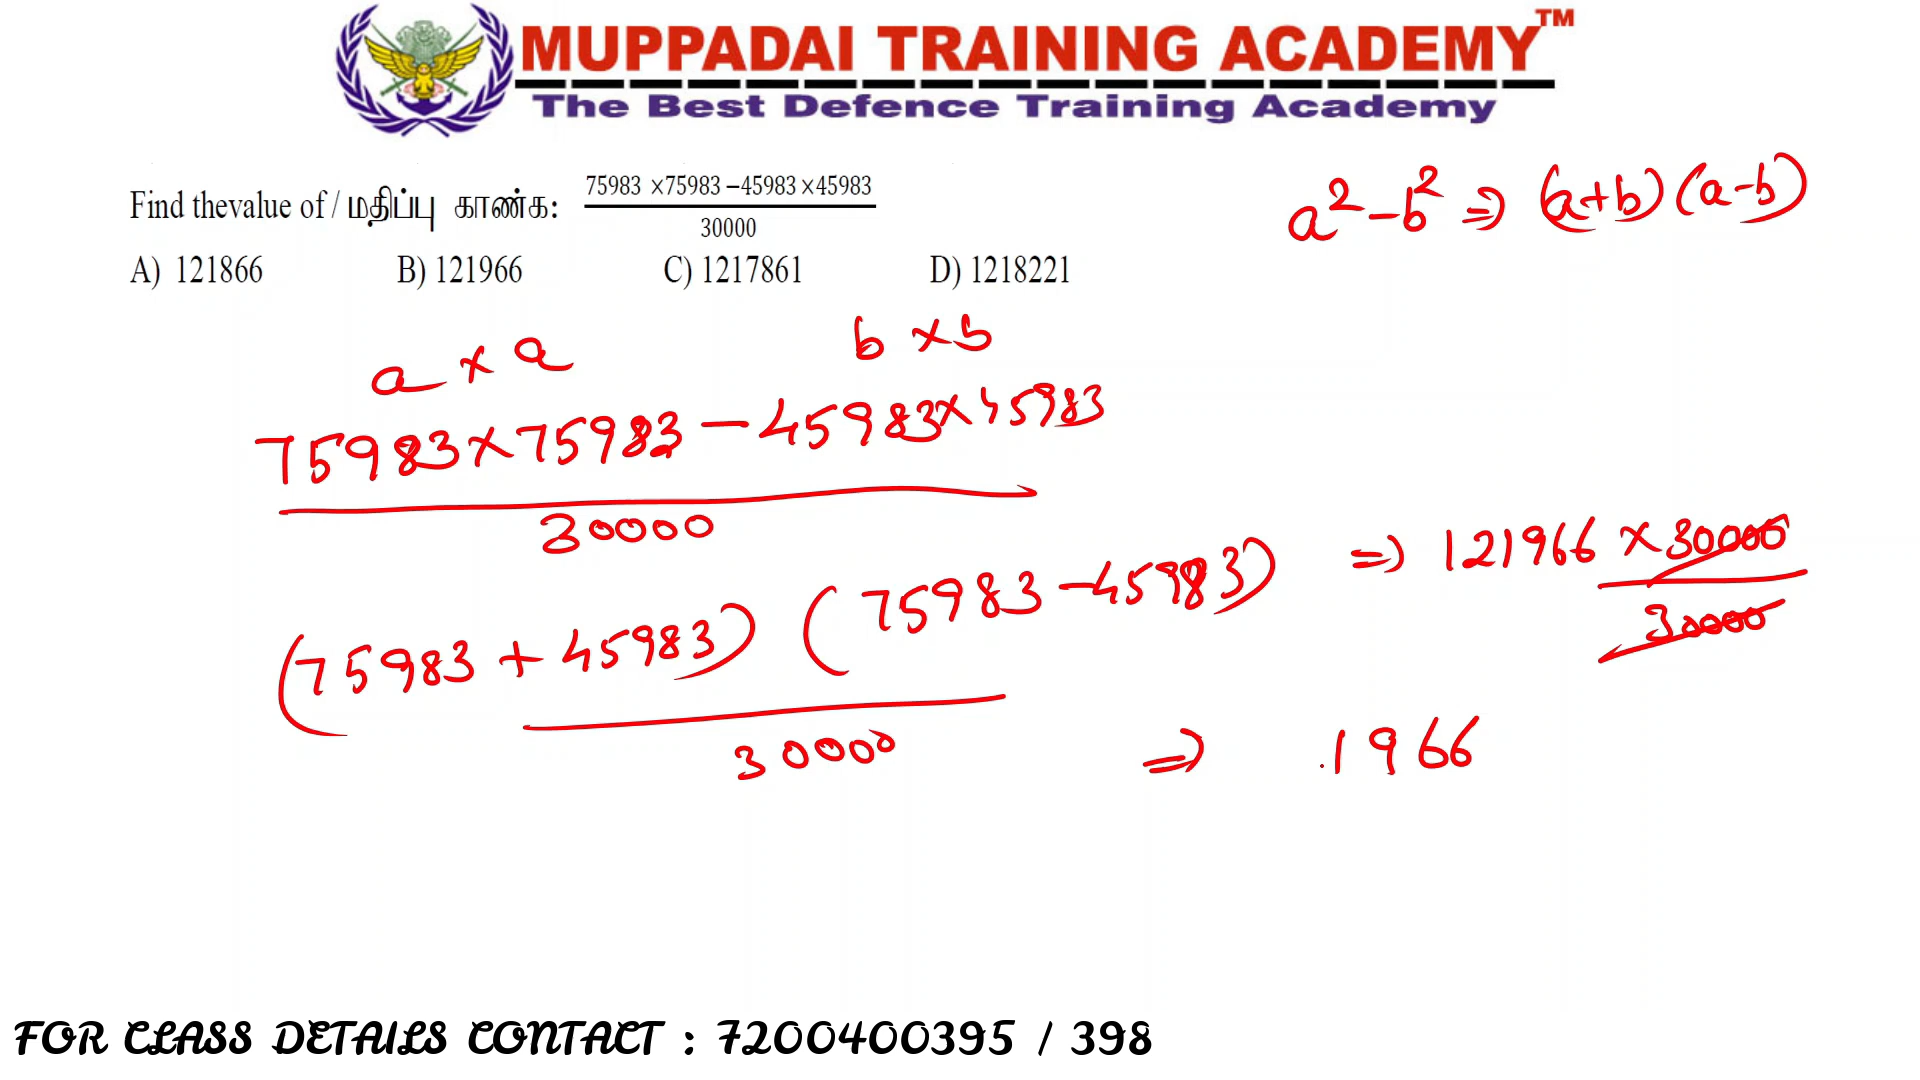 MUPPADAI TRAINING ACADEMY™
The Best Defence Training Academy
Find thevalue of / மதிப்பு காண்க: 75983 ×75983 −45983 ×45983
30000
A) 121866 B) 121966 C) 1217861 D) 1218221
a² − b² ⇒ (a+b) (a−b)
a × a b × b
75983×75983 − 45983×45983
30000
(75983 + 45983) (75983 − 45983)
30000
⇒ 121966 × 30000
30000
⇒ .1966
FOR CLASS DETAILS CONTACT : 7200400395 / 398